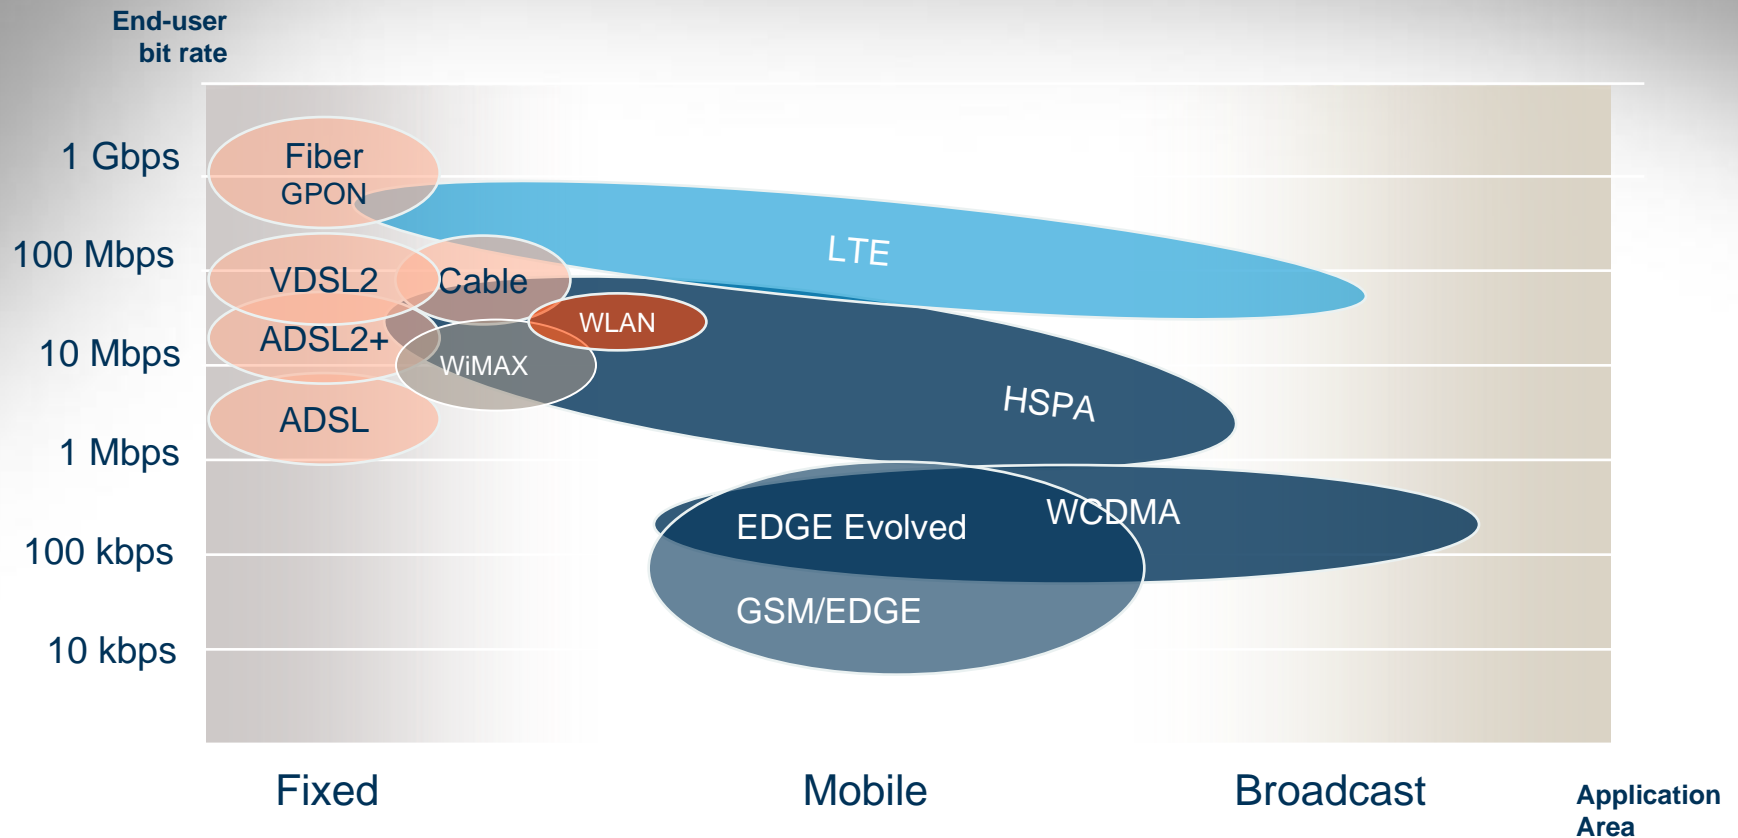 End-user
bit rate
1 Gbps
Fiber
GPON
100 Mbps
LTE
VDSL2
Cable
WLAN
ADSL2+
10 Mbps
WiMAX
HSPA
ADSL
1 Mbps
WCDMA
EDGE Evolved
100 kbps
GSM/EDGE
10 kbps
Fixed
Mobile
Broadcast
Application
Area